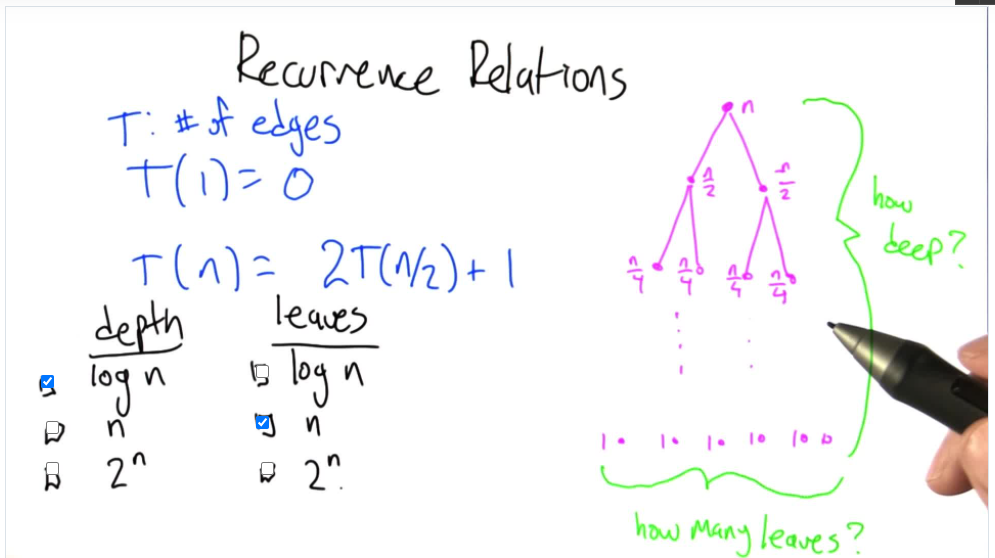 Recurrence Relations
T: # of edges
T(1) = 0
T(n) = 2T(n/2) + 1
depth
log n
n
2^n
leaves
log n
n
2^n.
n
n/2 n/2
n/4 n/4 n/4 n/4
1 1 1 1 1
how
deep?
how many leaves?